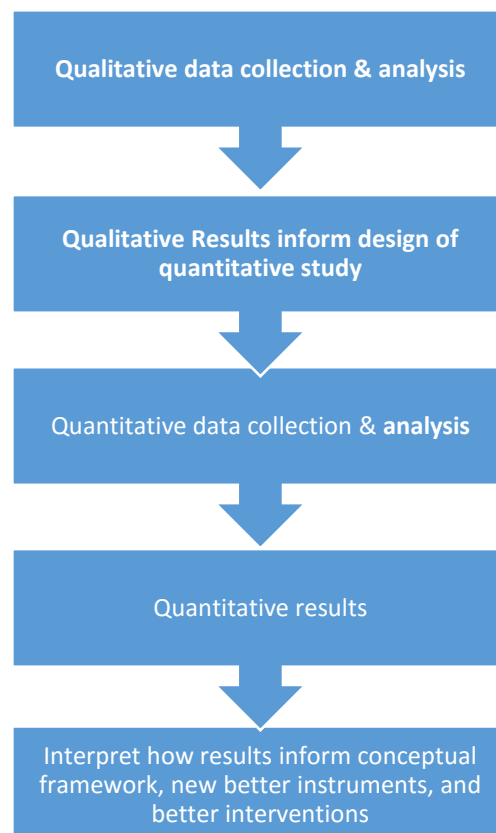 Qualitative data collection & analysis
Qualitative Results inform design of
quantitative study
Quantitative data collection & analysis
Quantitative results
Interpret how results inform conceptual
framework, new better instruments, and
better interventions